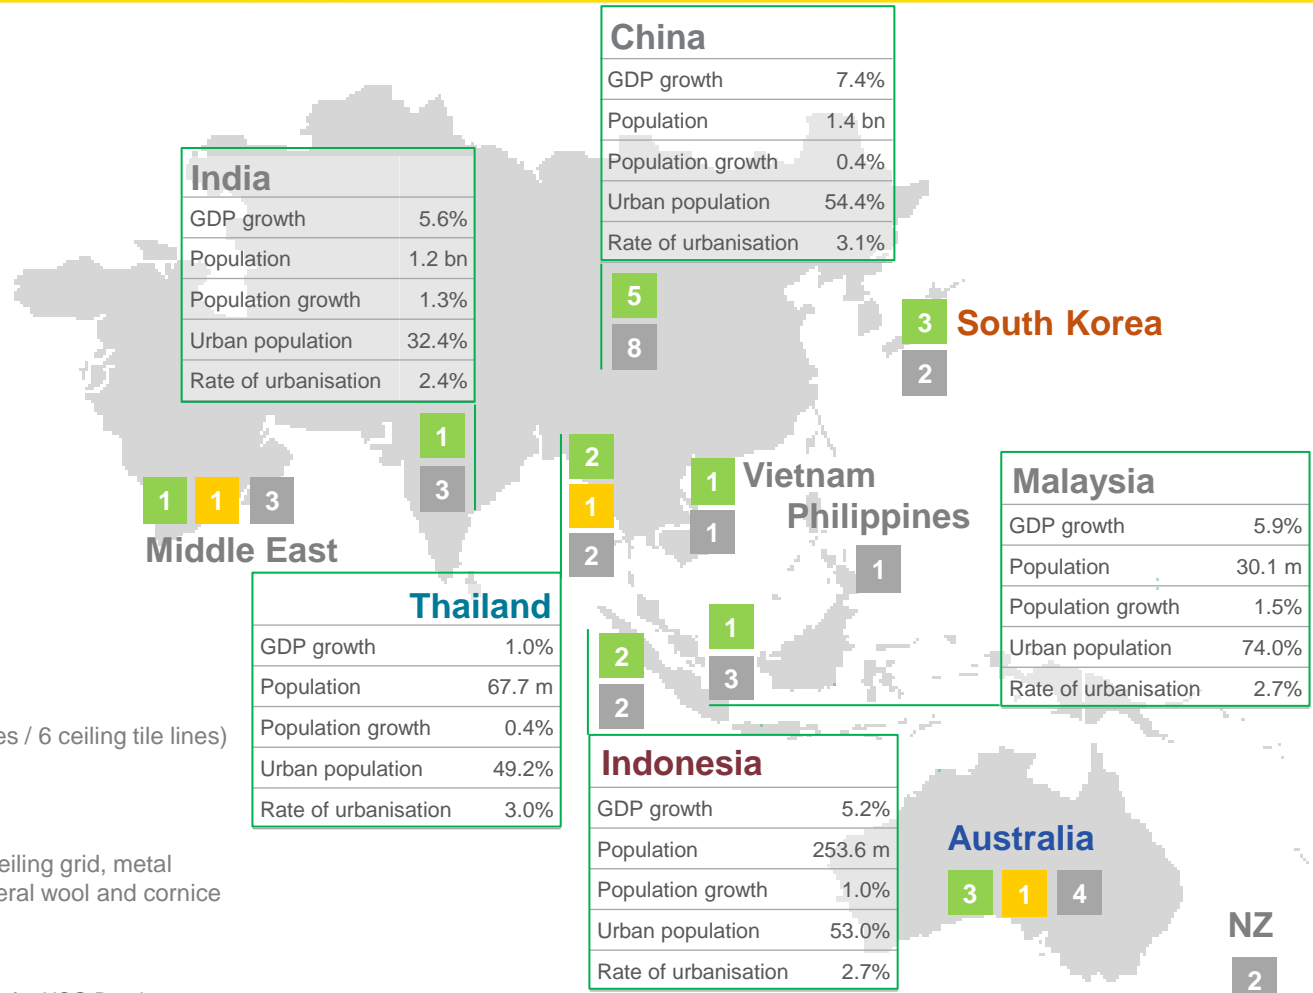 China
GDP growth 7.4%
Population 1.4 bn
Population growth 0.4%
Urban population 54.4%
Rate of urbanisation 3.1%
India
GDP growth 5.6%
Population 1.2 bn
Population growth 1.3%
Urban population 32.4%
Rate of urbanisation 2.4%
5
8
3 South Korea
2
1
3
2
1
2
1 Vietnam
1
Philippines
1
1 1 3
Middle East
Malaysia
GDP growth 5.9%
Population 30.1 m
Population growth 1.5%
Urban population 74.0%
Rate of urbanisation 2.7%
Thailand
GDP growth 1.0%
Population 67.7 m
Population growth 0.4%
Urban population 49.2%
Rate of urbanisation 3.0%
1
3
2
2
es / 6 ceiling tile lines)
Indonesia
GDP growth 5.2%
Population 253.6 m
Population growth 1.0%
Urban population 53.0%
Rate of urbanisation 2.7%
eiling grid, metal
eral wool and cornice
Australia
3 1 4
NZ
2